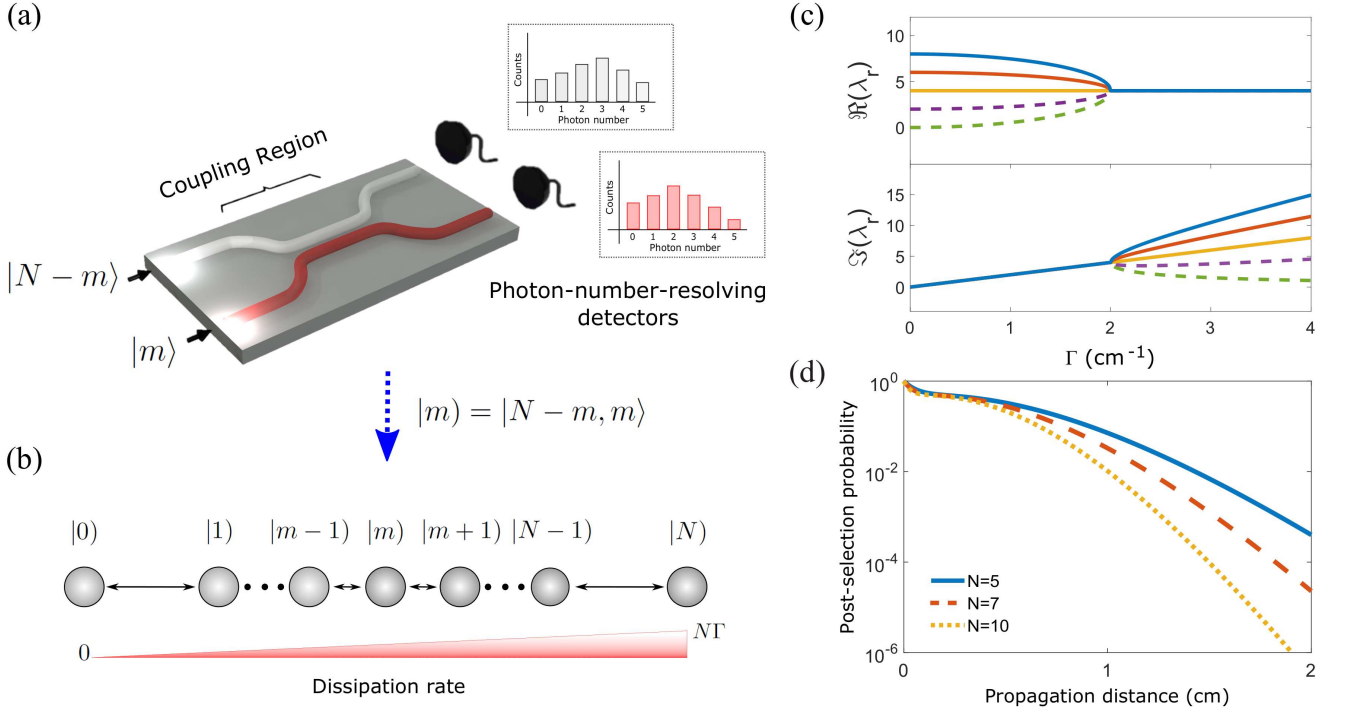 (a)
Counts
0 1 2 3 4 5
Photon number
Counts
0 1 2 3 4 5
Photon number
Coupling Region
|N − m⟩
|m⟩
Photon-number-resolving
detectors
|m) = |N − m, m⟩
(b)
|0) |1) |m − 1) |m) |m + 1) |N − 1) |N)
0
NΓ
Dissipation rate
(c)
ℜ(λr)
10
5
0
ℑ(λr)
15
10
5
0
0 1 2 3 4
Γ (cm⁻¹)
(d)
Post-selection probability
10⁰
10⁻²
10⁻⁴
10⁻⁶
N=5
N=7
N=10
0 1 2
Propagation distance (cm)